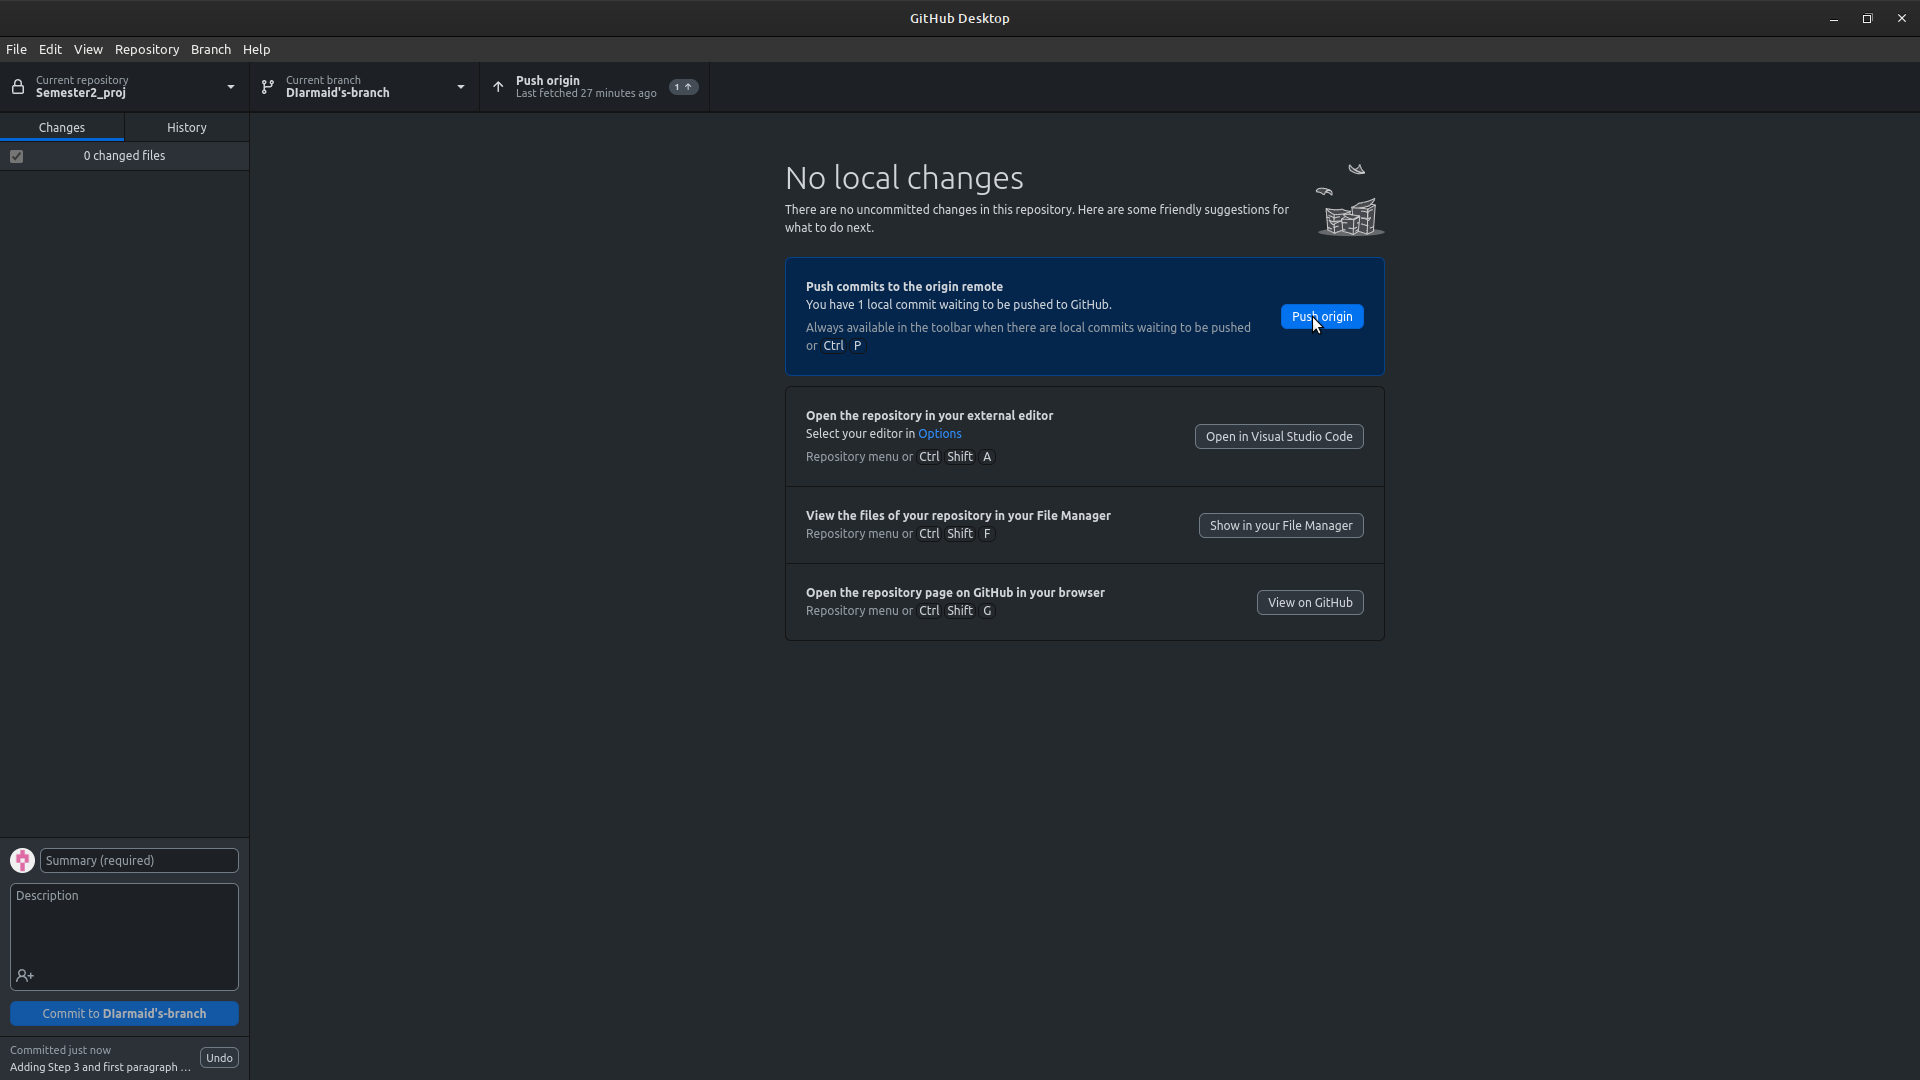 GitHub Desktop
File Edit View Repository Branch Help
Current repository
Semester2_proj
Current branch
DIarmaid's-branch
Push origin
Last fetched 27 minutes ago
1
Changes
History
0 changed files
No local changes
There are no uncommitted changes in this repository. Here are some friendly suggestions for
what to do next.
Push commits to the origin remote
You have 1 local commit waiting to be pushed to GitHub.
Always available in the toolbar when there are local commits waiting to be pushed
or Ctrl P
Push origin
Open the repository in your external editor
Select your editor in Options
Repository menu or Ctrl Shift A
Open in Visual Studio Code
View the files of your repository in your File Manager
Repository menu or Ctrl Shift F
Show in your File Manager
Open the repository page on GitHub in your browser
Repository menu or Ctrl Shift G
View on GitHub
Summary (required)
Description
Commit to DIarmaid's-branch
Committed just now
Adding Step 3 and first paragraph ...
Undo